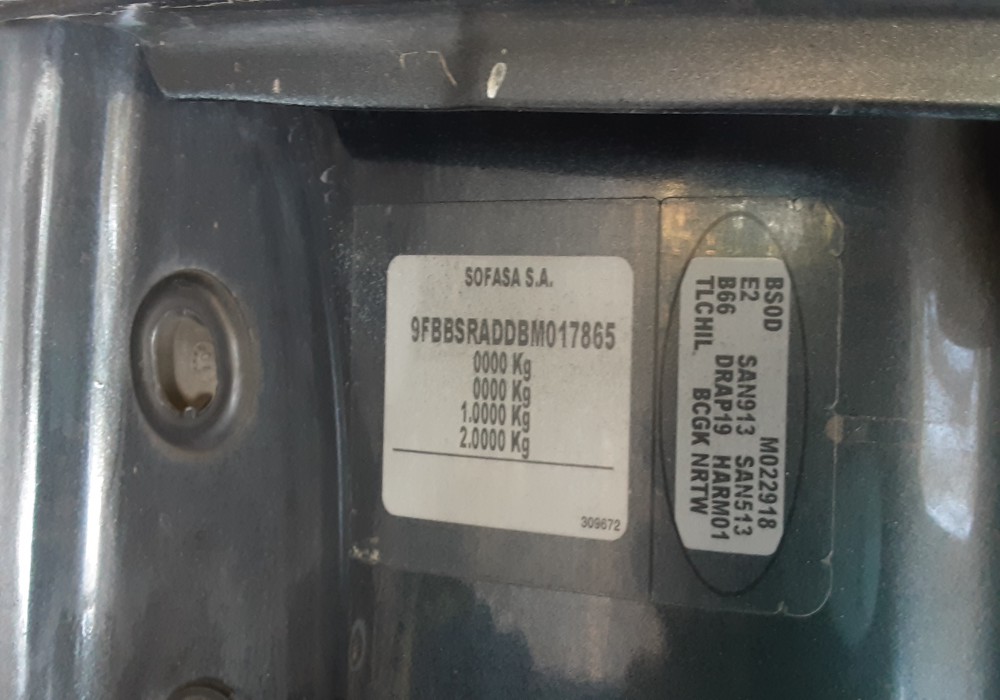 SOFASA S.A.
9FBBSRADDBM017865
0000 Kg
0000 Kg
1.0000 Kg
2.0000 Kg
309672
BS0D M022918
E2 SAN913 SAN513
B66 DRAP19 HARM01
TLCHIL BCGK NRTW